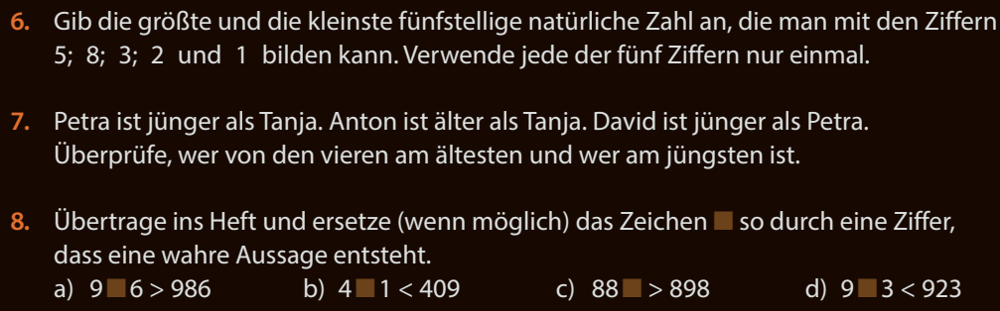 6. Gib die größte und die kleinste fünfstellige natürliche Zahl an, die man mit den Ziffern
5; 8; 3; 2 und 1 bilden kann. Verwende jede der fünf Ziffern nur einmal.
7. Petra ist jünger als Tanja. Anton ist älter als Tanja. David ist jünger als Petra.
Überprüfe, wer von den vieren am ältesten und wer am jüngsten ist.
8. Übertrage ins Heft und ersetze (wenn möglich) das Zeichen ■ so durch eine Ziffer,
dass eine wahre Aussage entsteht.
a) 9■6 > 986 b) 4■1 < 409 c) 88■ > 898 d) 9■3 < 923